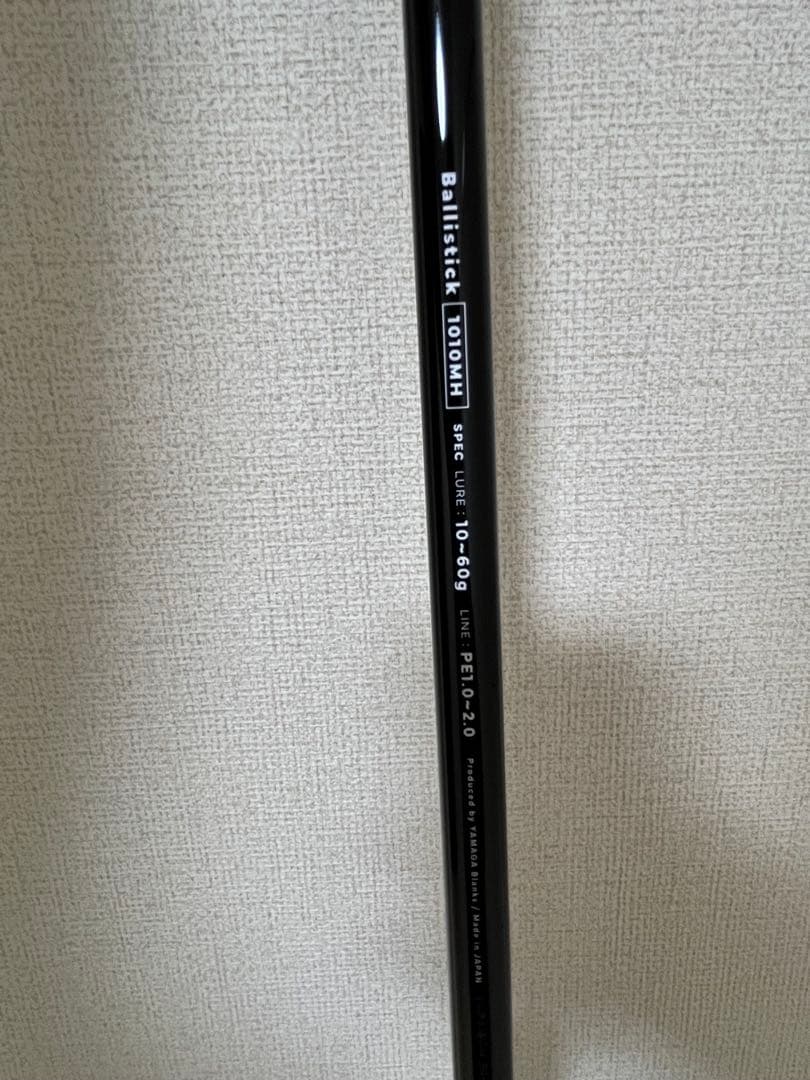 Ballistick 1010MH SPEC LURE : 10~60g LINE : PE1.0~2.0 Produced by YAMAGA Blanks / Made in JAPAN